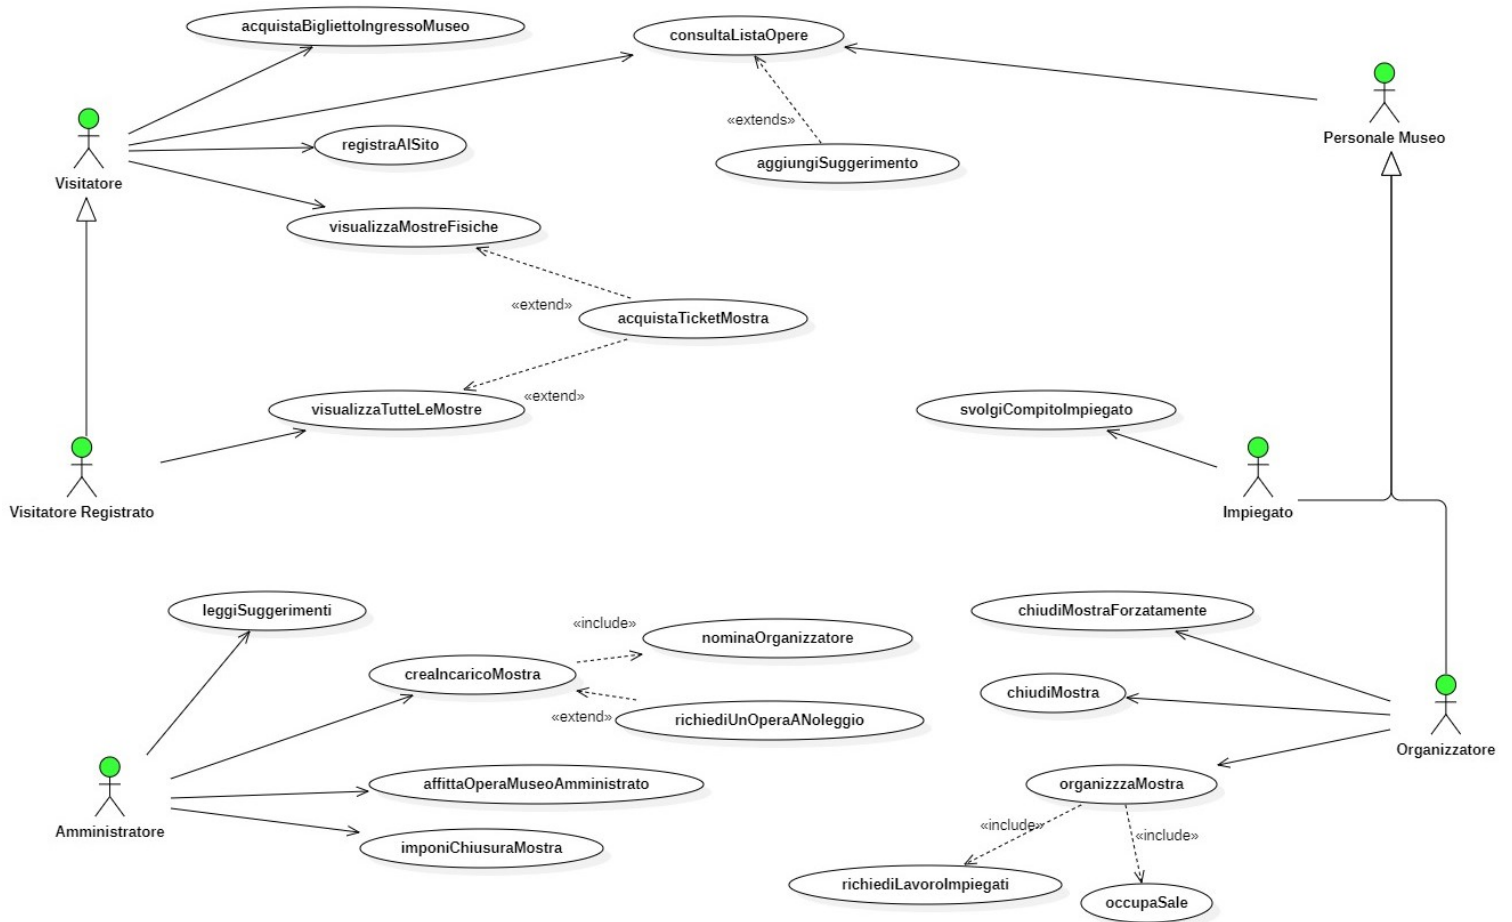 acquistaBigliettoIngressoMuseo
consultaListaOpere
«extends»
Personale Museo
registraAlSito
aggiungiSuggerimento
Visitatore
visualizzaMostreFisiche
«extend»
acquistaTicketMostra
«extend»
visualizzaTutteLeMostre
svolgiCompitoImpiegato
Visitatore Registrato
Impiegato
leggiSuggerimenti
chiudiMostraForzatamente
«include»
nominaOrganizzatore
creaIncaricoMostra
chiudiMostra
«extend»
richiediUnOperaANoleggio
Organizzatore
affittaOperaMuseoAmministrato
organizzzaMostra
Amministratore
«include»
«include»
imponiChiusuraMostra
richiediLavoroImpiegati
occupaSale